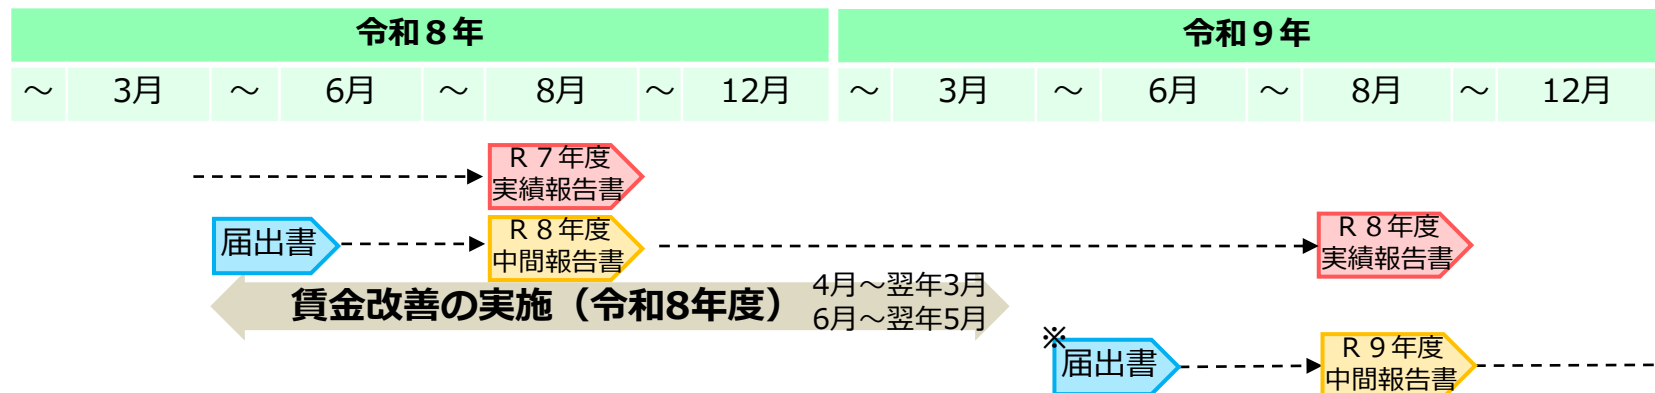 令和８年 令和９年
～ 3月 ～ 6月 ～ 8月 ～ 12月 ～ 3月 ～ 6月 ～ 8月 ～ 12月
Ｒ７年度
実績報告書
届出書
Ｒ８年度
中間報告書
Ｒ８年度
実績報告書
賃金改善の実施（令和8年度）
4月～翌年3月
6月～翌年5月
※
届出書
Ｒ９年度
中間報告書